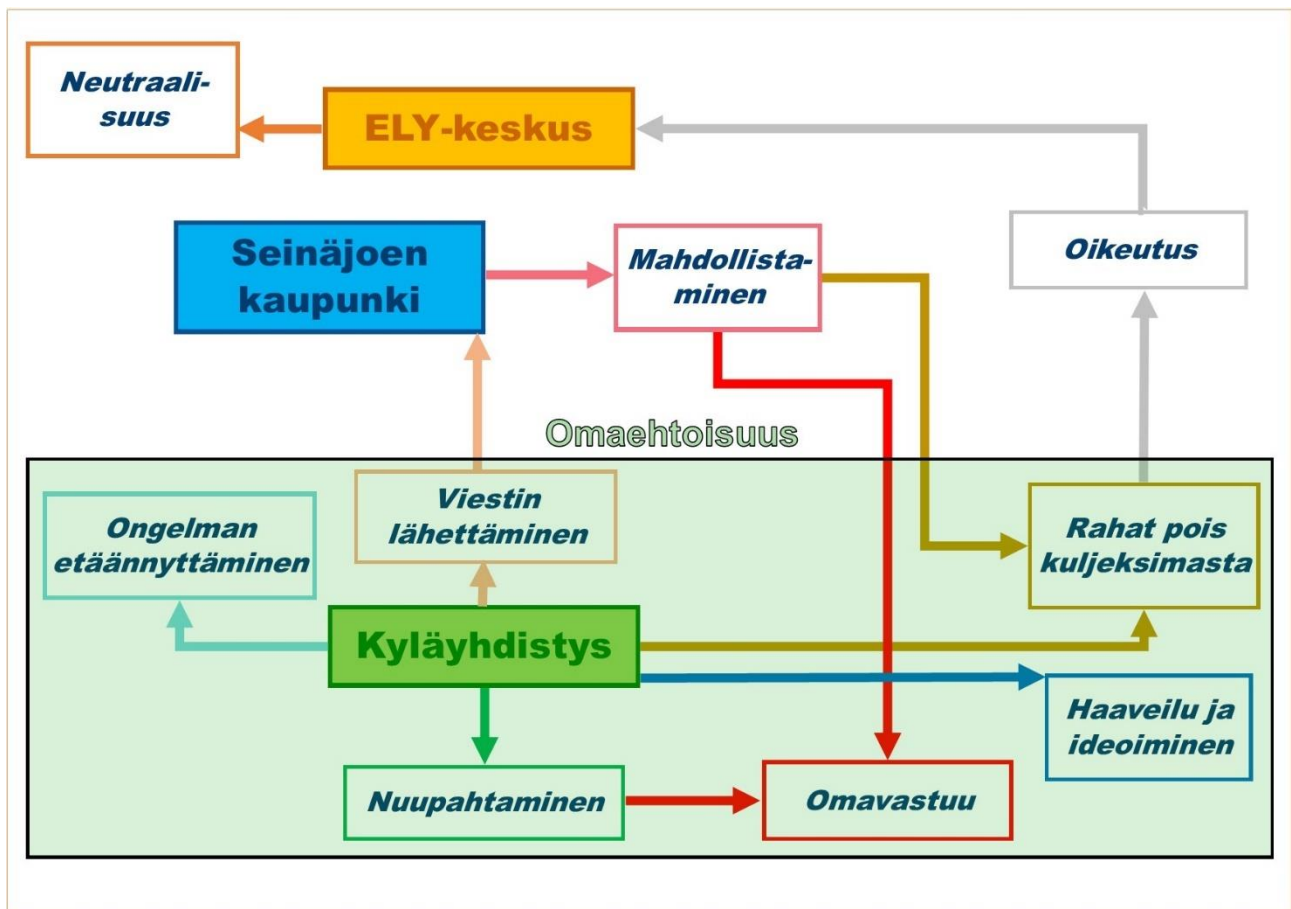 Neutraali-
suus
ELY-keskus
Seinäjoen
kaupunki
Mahdollista-
minen
Oikeutus
Omaehtoisuus
Ongelman
etäännyttäminen
Viestin
lähettäminen
Rahat pois
kuljeksimasta
Kyläyhdistys
Haaveilu ja
ideoiminen
Nuupahtaminen
Omavastuu